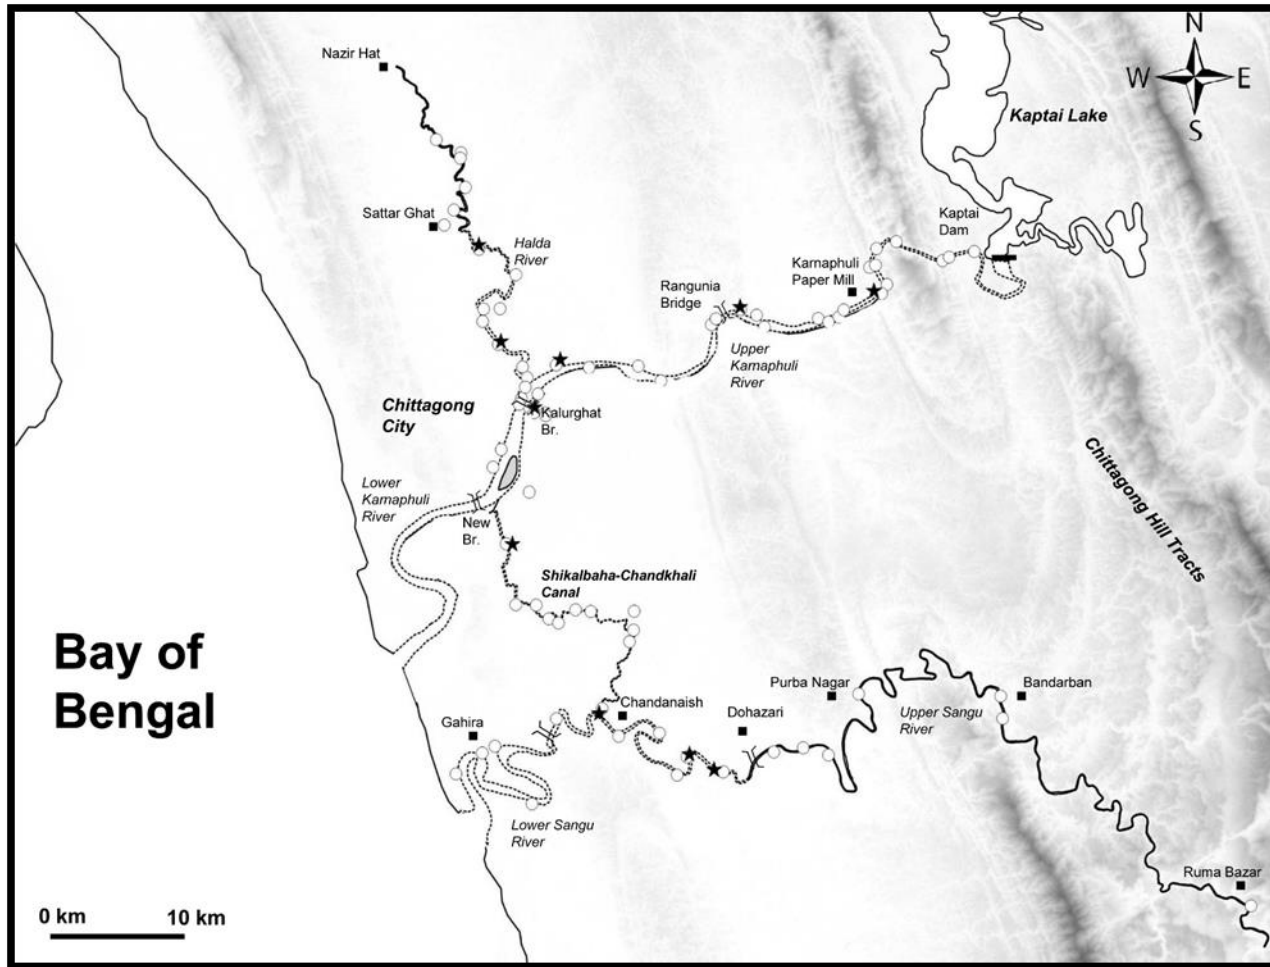 N
Nazir Hat
W
E
Kaptai Lake
S
Sattar Ghat
Kaptai
Dam
Halda
River
Karnaphuli
Paper Mill
Rangunia
Bridge
Upper
Karnaphuli
River
Chittagong
City
Kalurghat
Br.
Chittagong Hill Tracts
Lower
Karnaphuli
River
New
Br.
Shikalbaha-Chandkhali
Canal
Bay of
Bengal
Purba Nagar
Bandarban
Chandanaish
Dohazari
Upper Sangu
River
Gahira
Lower Sangu
River
Ruma Bazar
0 km
10 km